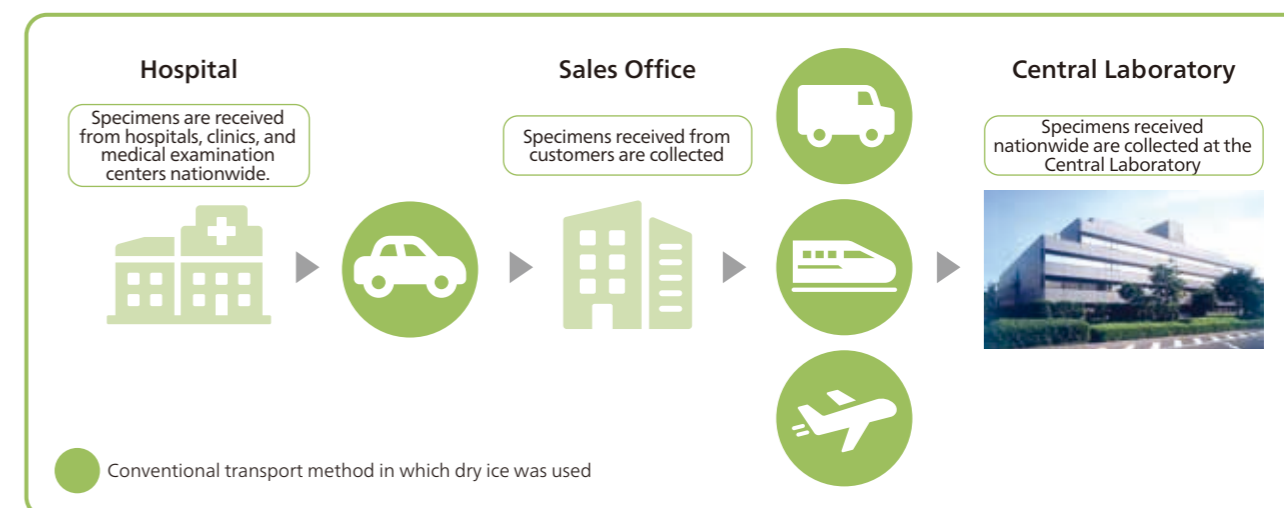 Hospital
Specimens are received
from hospitals, clinics, and
medical examination
centers nationwide.
Sales Office
Specimens received from
customers are collected
Central Laboratory
Specimens received
nationwide are collected at the
Central Laboratory
Conventional transport method in which dry ice was used